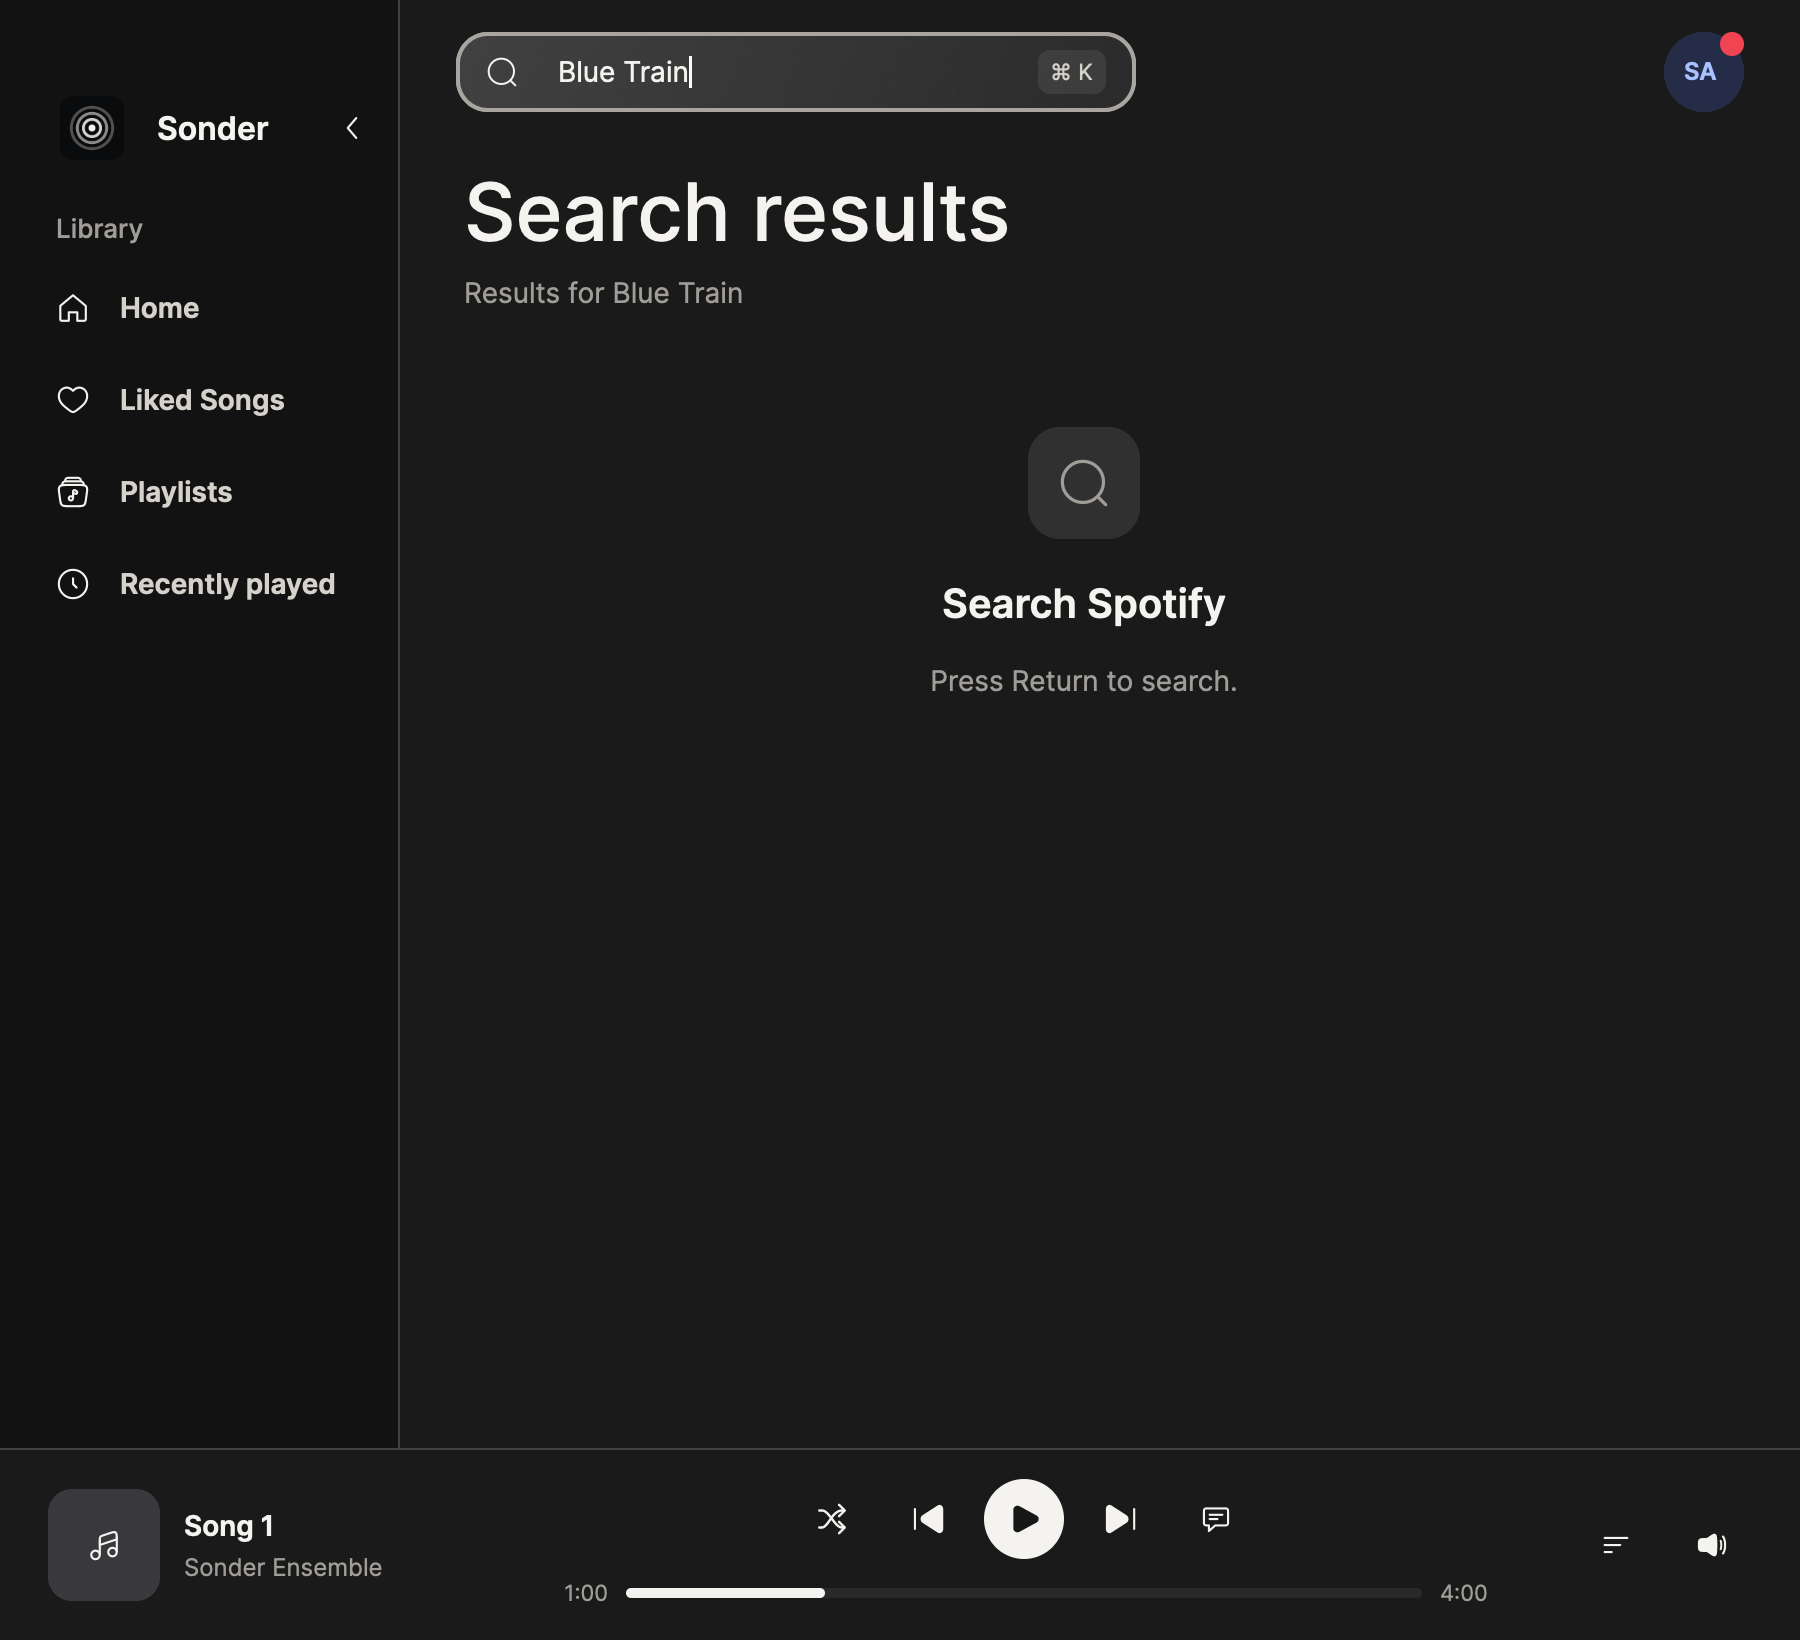 Blue Train
⌘ K
SA
Sonder
Library
Home
Liked Songs
Playlists
Recently played
Search results
Results for Blue Train
Search Spotify
Press Return to search.
Song 1
Sonder Ensemble
1:00
4:00